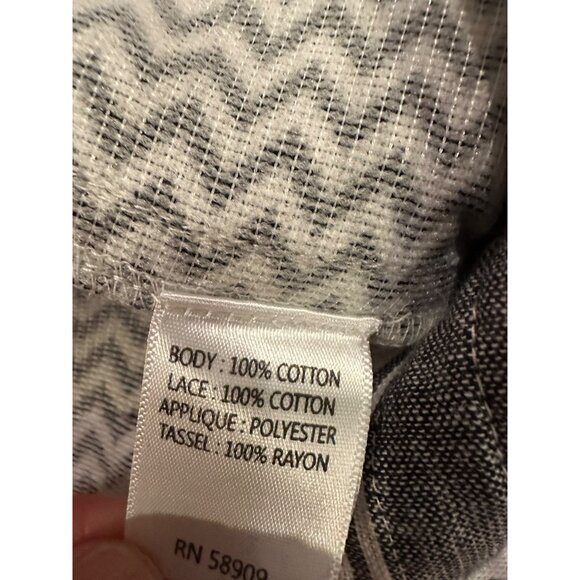 BODY : 100% COTTON
LACE : 100% COTTON
APPLIQUE : POLYESTER
TASSEL : 100% RAYON
RN 58909